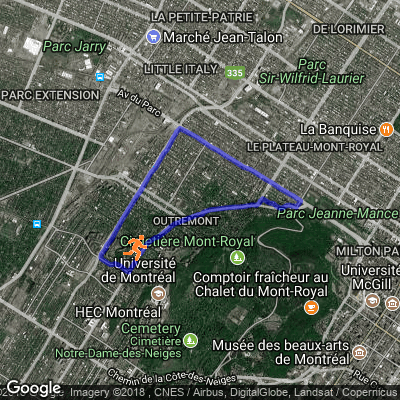 LA PETITE-PATRIE
DE LORIMIER
Marché Jean-Talon
Parc Jarry
LITTLE ITALY
335
Parc
Sir-Wilfrid-Laurier
PARC EXTENSION
Av du Parc
La Banquise
LE PLATEAU-MONT-ROYAL
OUTREMONT
Parc Jeanne-Mance
Cimetière Mont-Royal
MILTON PA
Université
de Montréal
Comptoir fraîcheur au
Chalet du Mont-Royal
Université
McGill
HEC Montréal
Cemetery
Cimetière
Notre-Dame-des-Neiges
Musée des beaux-arts
de Montréal
Chemin de la Côte-des-Neiges
Google
Imagery ©2018 , CNES / Airbus, DigitalGlobe, Landsat / Copernicus